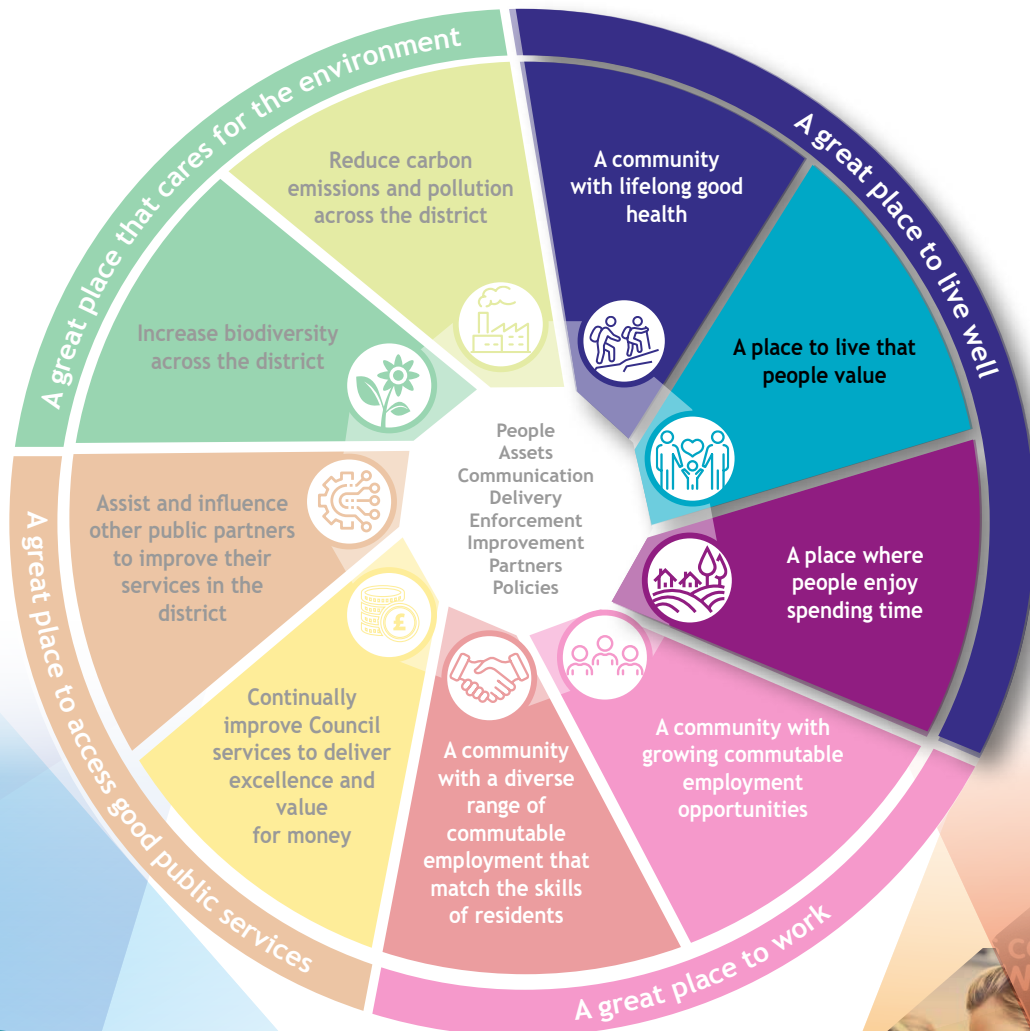 A great place that cares for the environment
Reduce carbon
emissions and pollution
across the district
Increase biodiversity
across the district
A great place to live well
A community
with lifelong good
health
A place to live that
people value
A place where
people enjoy
spending time
A great place to work
A community with
growing commutable
employment
opportunities
A community
with a diverse
range of
commutable
employment that
match the skills
of residents
A great place to access good public services
Continually
improve Council
services to deliver
excellence and
value
for money
£
Assist and influence
other public partners
to improve their
services in the
district
People
Assets
Communication
Delivery
Enforcement
Improvement
Partners
Policies